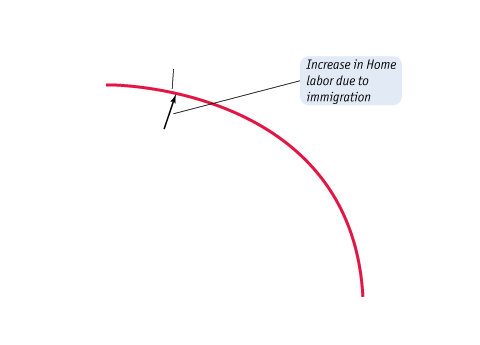 Increase in Home
labor due to
immigration